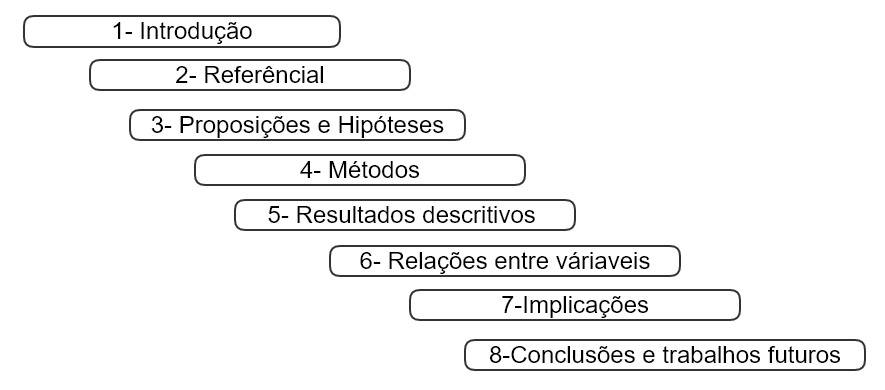 1- Introdução
2- Referêncial
3- Proposições e Hipóteses
4- Métodos
5- Resultados descritivos
6- Relações entre váriaveis
7-Implicações
8-Conclusões e trabalhos futuros